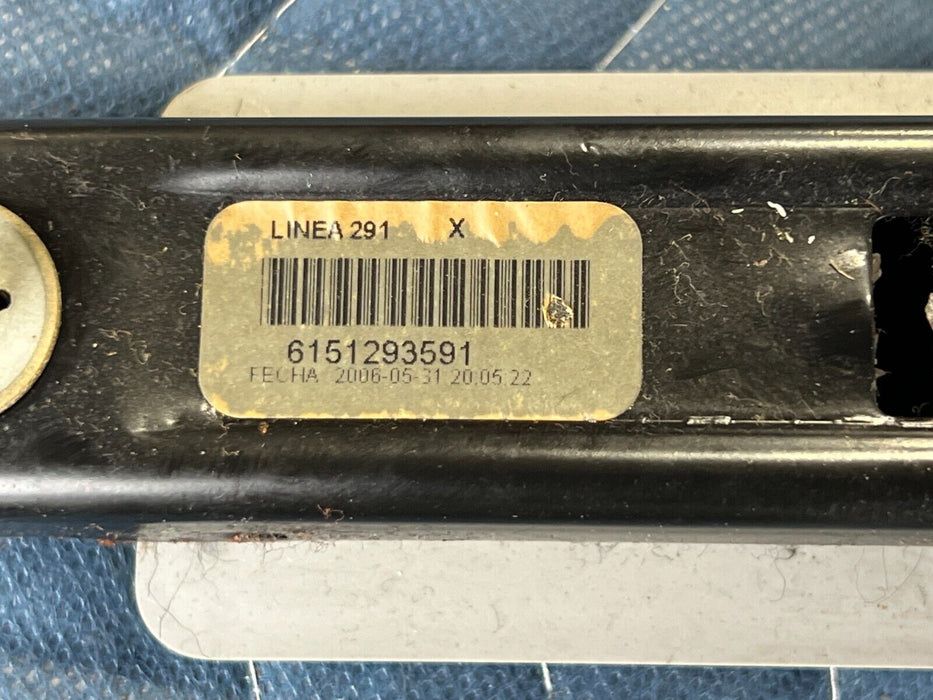 LINEA 291 X
6151293591
FECHA 2006-05-31 20:05:22